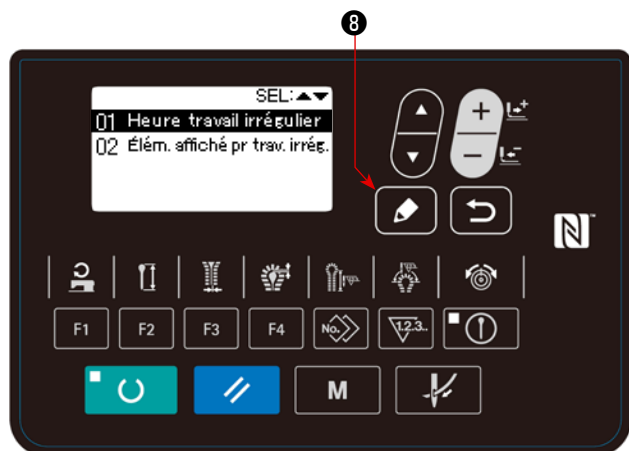 8
SEL:▲▼
01 Heure travail irrégulier
02 Élém. affiché pr trav. irrég.
+ +
− −
N
F1 F2 F3 F4 No. 1.2.3..
M